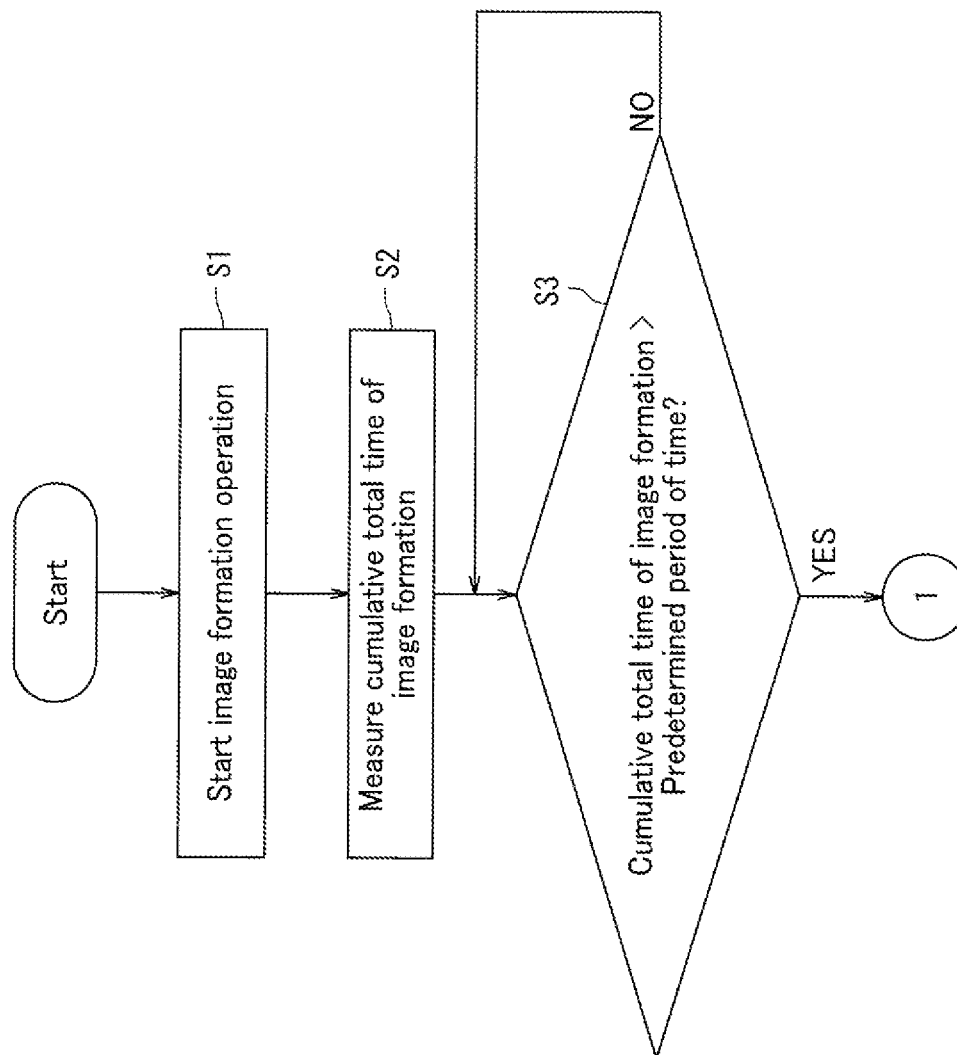 Start
Start image formation operation
S1
Measure cumulative total time of
image formation
S2
Cumulative total time of image formation >
Predetermined period of time?
S3
NO
YES
1